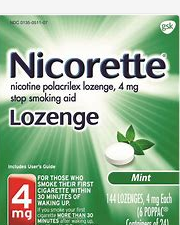 NDC 0135-0511-07
gsk
Nicorette®
nicotine polacrilex lozenge, 4 mg
stop smoking aid
Lozenge
Includes User's Guide
Mint
4
mg
FOR THOSE WHO
SMOKE THEIR FIRST
CIGARETTE WITHIN
30 MINUTES OF
WAKING UP
If you smoke your first
cigarette MORE THAN 30
MINUTES after waking
144 LOZENGES, 4 mg Each
(6 POPPAC®
Containers of 24)